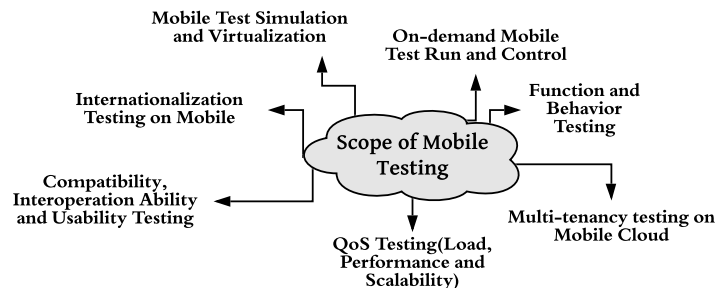 Mobile Test Simulation
and Virtualization
On-demand Mobile
Test Run and Control
Internationalization
Testing on Mobile
Function and
Behavior
Testing
Scope of Mobile
Testing
Compatibility,
Interoperation Ability
and Usability Testing
Multi-tenancy testing on
Mobile Cloud
QoS Testing(Load,
Performance and
Scalability)